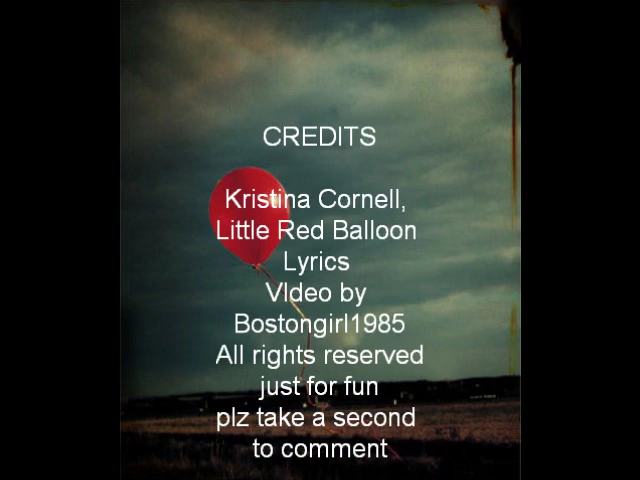 CREDITS
Kristina Cornell,
Little Red Balloon
Lyrics
VIdeo by
Bostongirl1985
All rights reserved
just for fun
plz take a second
to comment